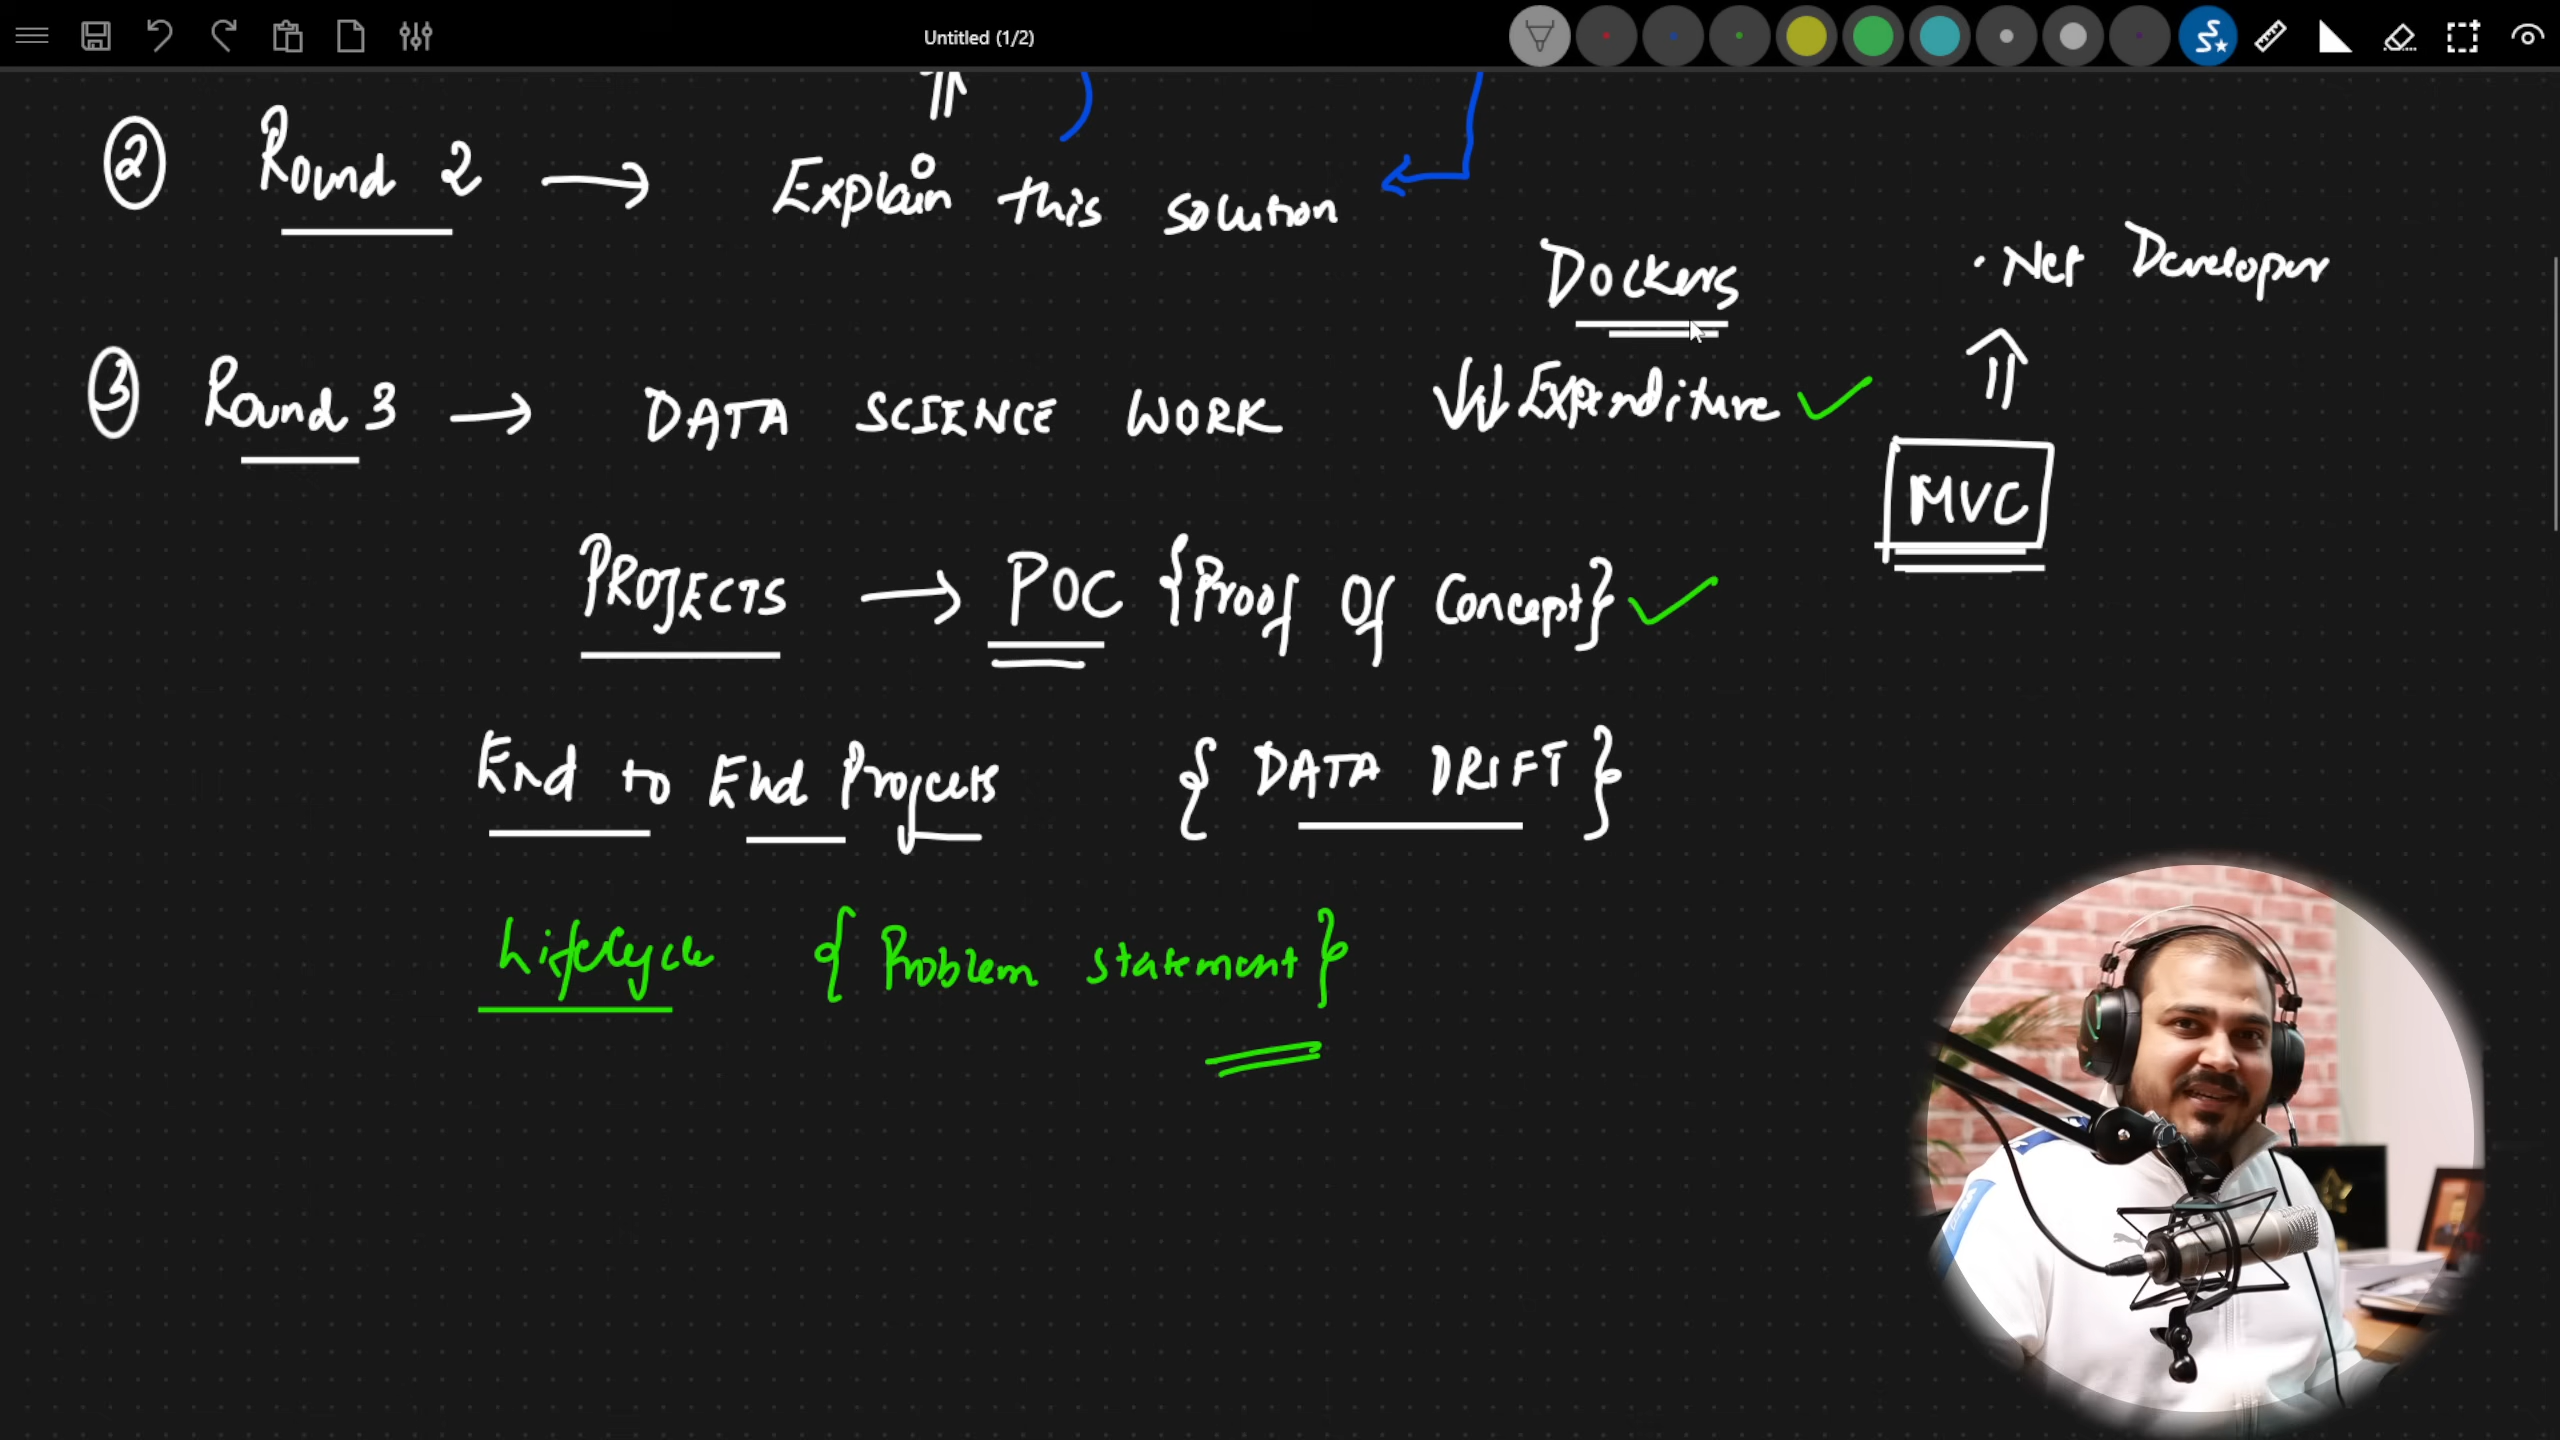 Untitled (1/2)
② Round 2 → Explain this solution
Dockers
.Net Developer
③ Round 3 → DATA SCIENCE WORK
Expenditure ✓
MVC
PROJECTS → POC {Proof Of Concept} ✓
End to End Projects { DATA DRIFT }
Lifecycle { Problem statement }